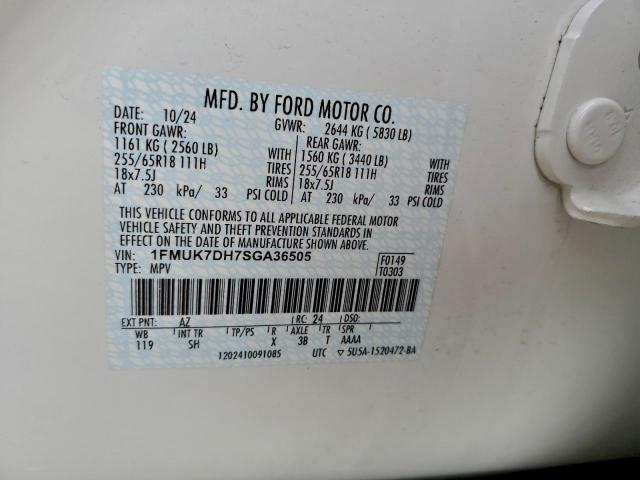 MFD. BY FORD MOTOR CO.
DATE: 10/24 GVWR: 2644 KG ( 5830 LB)
FRONT GAWR: REAR GAWR:
1161 KG ( 2560 LB) WITH 1560 KG ( 3440 LB) WITH
255/65R18 111H TIRES 255/65R18 111H TIRES
18x7.5J RIMS 18x7.5J RIMS
AT 230 kPa/ 33 PSI COLD AT 230 kPa/ 33 PSI COLD
THIS VEHICLE CONFORMS TO ALL APPLICABLE FEDERAL MOTOR
VEHICLE SAFETY AND THEFT PREVENTION STANDARDS IN
EFFECT ON THE DATE OF MANUFACTURE SHOWN ABOVE.
VIN: 1FMUK7DH7SGA36505 F0149
TYPE: MPV T0303
EXT PNT: AZ RC: 24 DSO:
WB INT TR TP/PS R AXLE TR SPR
119 SH X 3B T AAAA
1202410091085 UTC ▽ 5U5A-1520472-BA